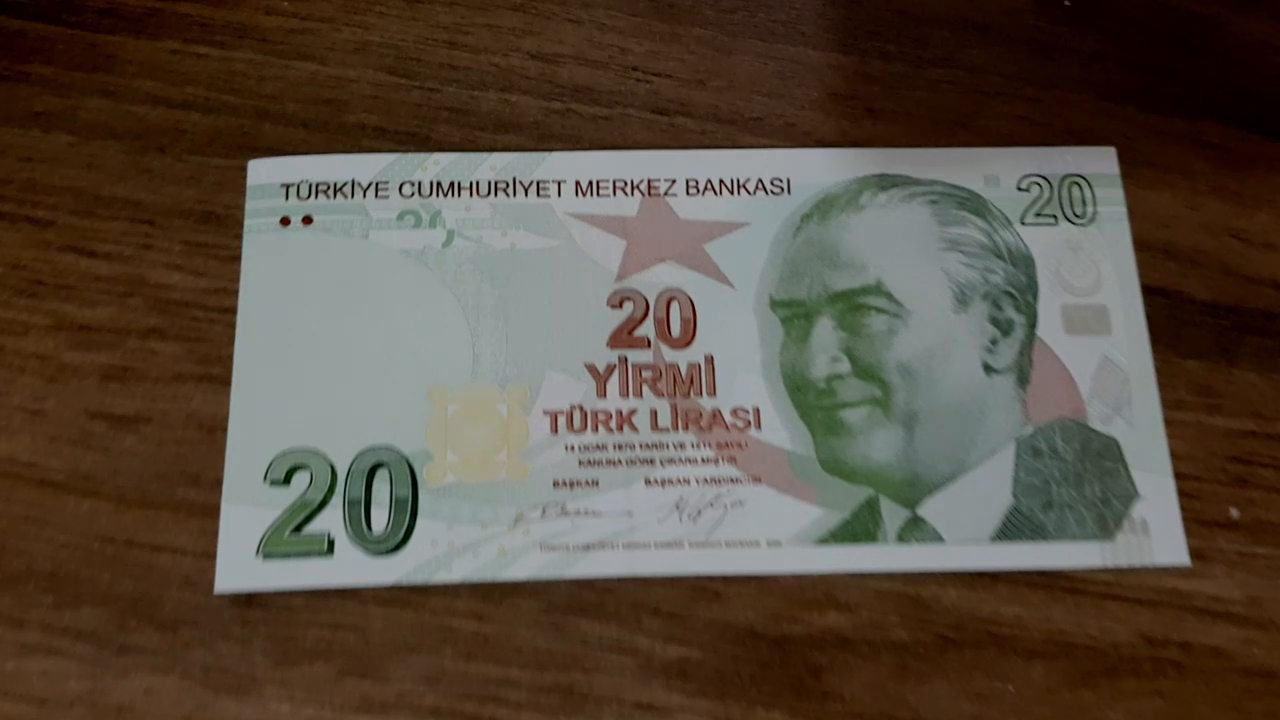 TÜRKİYE CUMHURİYET MERKEZ BANKASI
20
20
20
YİRMİ
TÜRK LİRASI
14 OCAK 1970 TARİH VE 1211 SAYILI
KANUNA GÖRE ÇIKARILMIŞTIR
BAŞKAN BAŞKAN YARDIMCISI
20